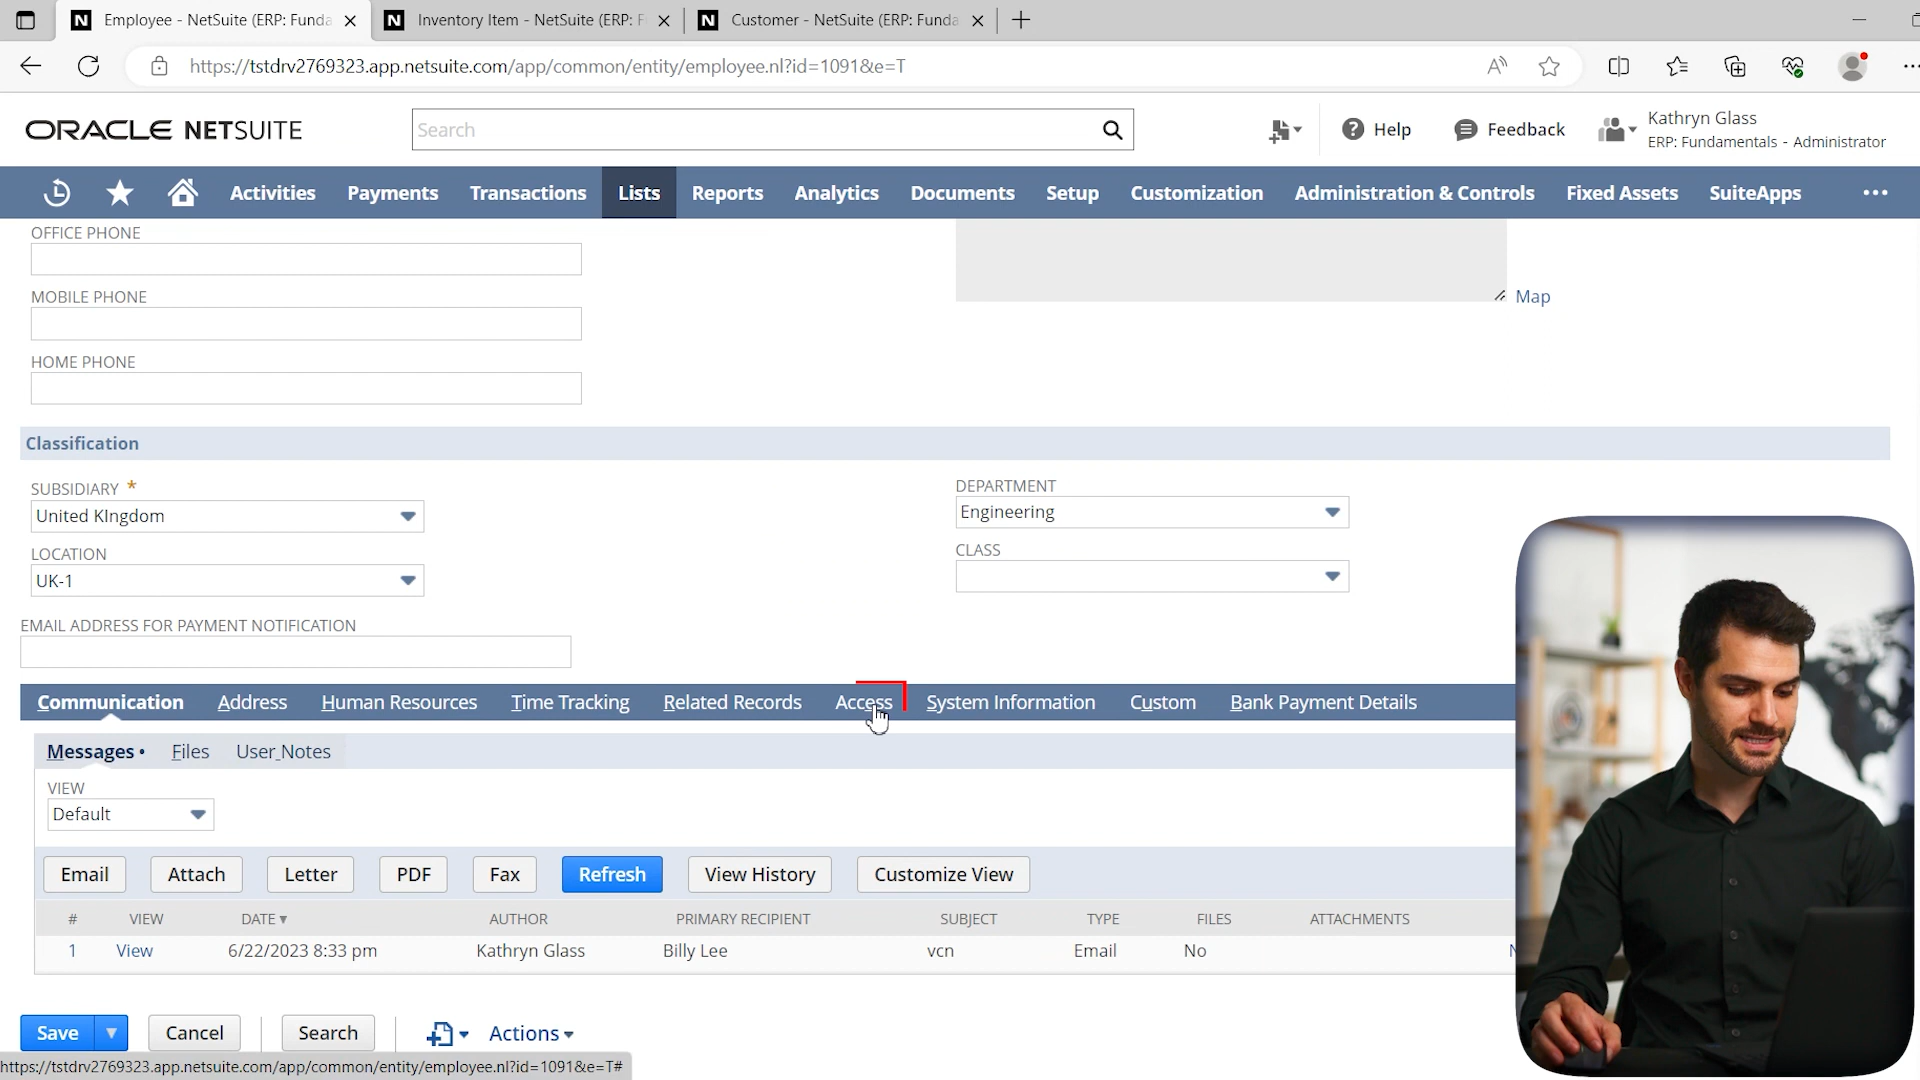 Employee - NetSuite (ERP: Funda
Inventory Item - NetSuite (ERP: F
Customer - NetSuite (ERP: Funda
https://tstdrv2769323.app.netsuite.com/app/common/entity/employee.nl?id=1091&e=T
ORACLE NETSUITE
Search
Help
Feedback
Kathryn Glass
ERP: Fundamentals - Administrator
Activities
Payments
Transactions
Lists
Reports
Analytics
Documents
Setup
Customization
Administration & Controls
Fixed Assets
SuiteApps
OFFICE PHONE
Map
MOBILE PHONE
HOME PHONE
Classification
SUBSIDIARY *
United KIngdom
DEPARTMENT
Engineering
LOCATION
UK-1
CLASS
EMAIL ADDRESS FOR PAYMENT NOTIFICATION
Communication
Address
Human Resources
Time Tracking
Related Records
Access
System Information
Custom
Bank Payment Details
Messages •
Files
User Notes
VIEW
Default
Email
Attach
Letter
PDF
Fax
Refresh
View History
Customize View
# VIEW DATE AUTHOR PRIMARY RECIPIENT SUBJECT TYPE FILES ATTACHMENTS
1 View 6/22/2023 8:33 pm Kathryn Glass Billy Lee vcn Email No
Save
Cancel
Search
Actions
https://tstdrv2769323.app.netsuite.com/app/common/entity/employee.nl?id=1091&e=T#